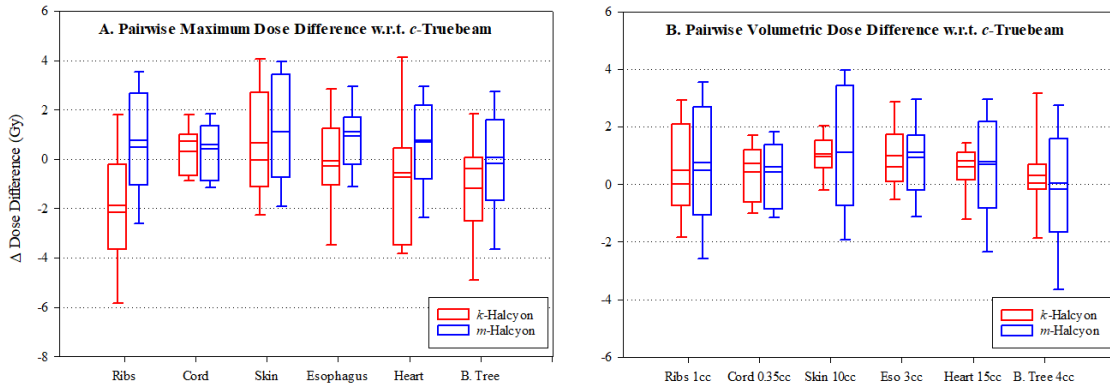 A. Pairwise Maximum Dose Difference w.r.t. c-Truebeam
Δ Dose Difference (Gy)
6
4
2
0
-2
-4
-6
-8
Ribs Cord Skin Esophagus Heart B. Tree
k-Halcyon
m-Halcyon
B. Pairwise Volumetric Dose Difference w.r.t. c-Truebeam
6
4
2
0
-2
-4
-6
Ribs 1cc Cord 0.35cc Skin 10cc Eso 3cc Heart 15cc B. Tree 4cc
k-Halcyon
m-Halcyon